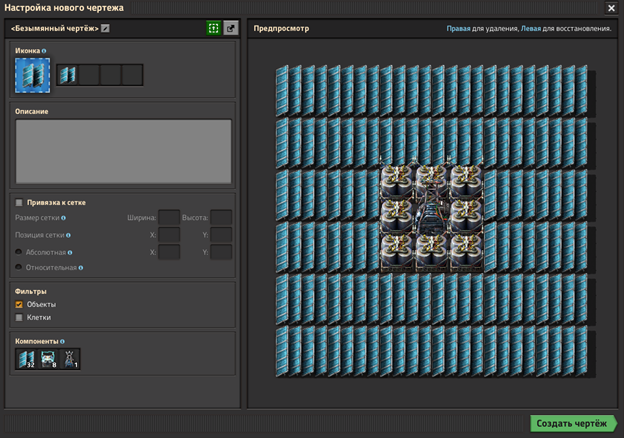 Настройка нового чертежа
<Безымянный чертёж>
Предпросмотр
Правая для удаления, Левая для восстановления.
Иконка
Описание
Привязка к сетке
Размер сетки
Ширина:
Высота:
Позиция сетки
X:
Y:
Абсолютная
X:
Y:
Относительная
Фильтры
Объекты
Клетки
Компоненты
32
8
1
Создать чертёж